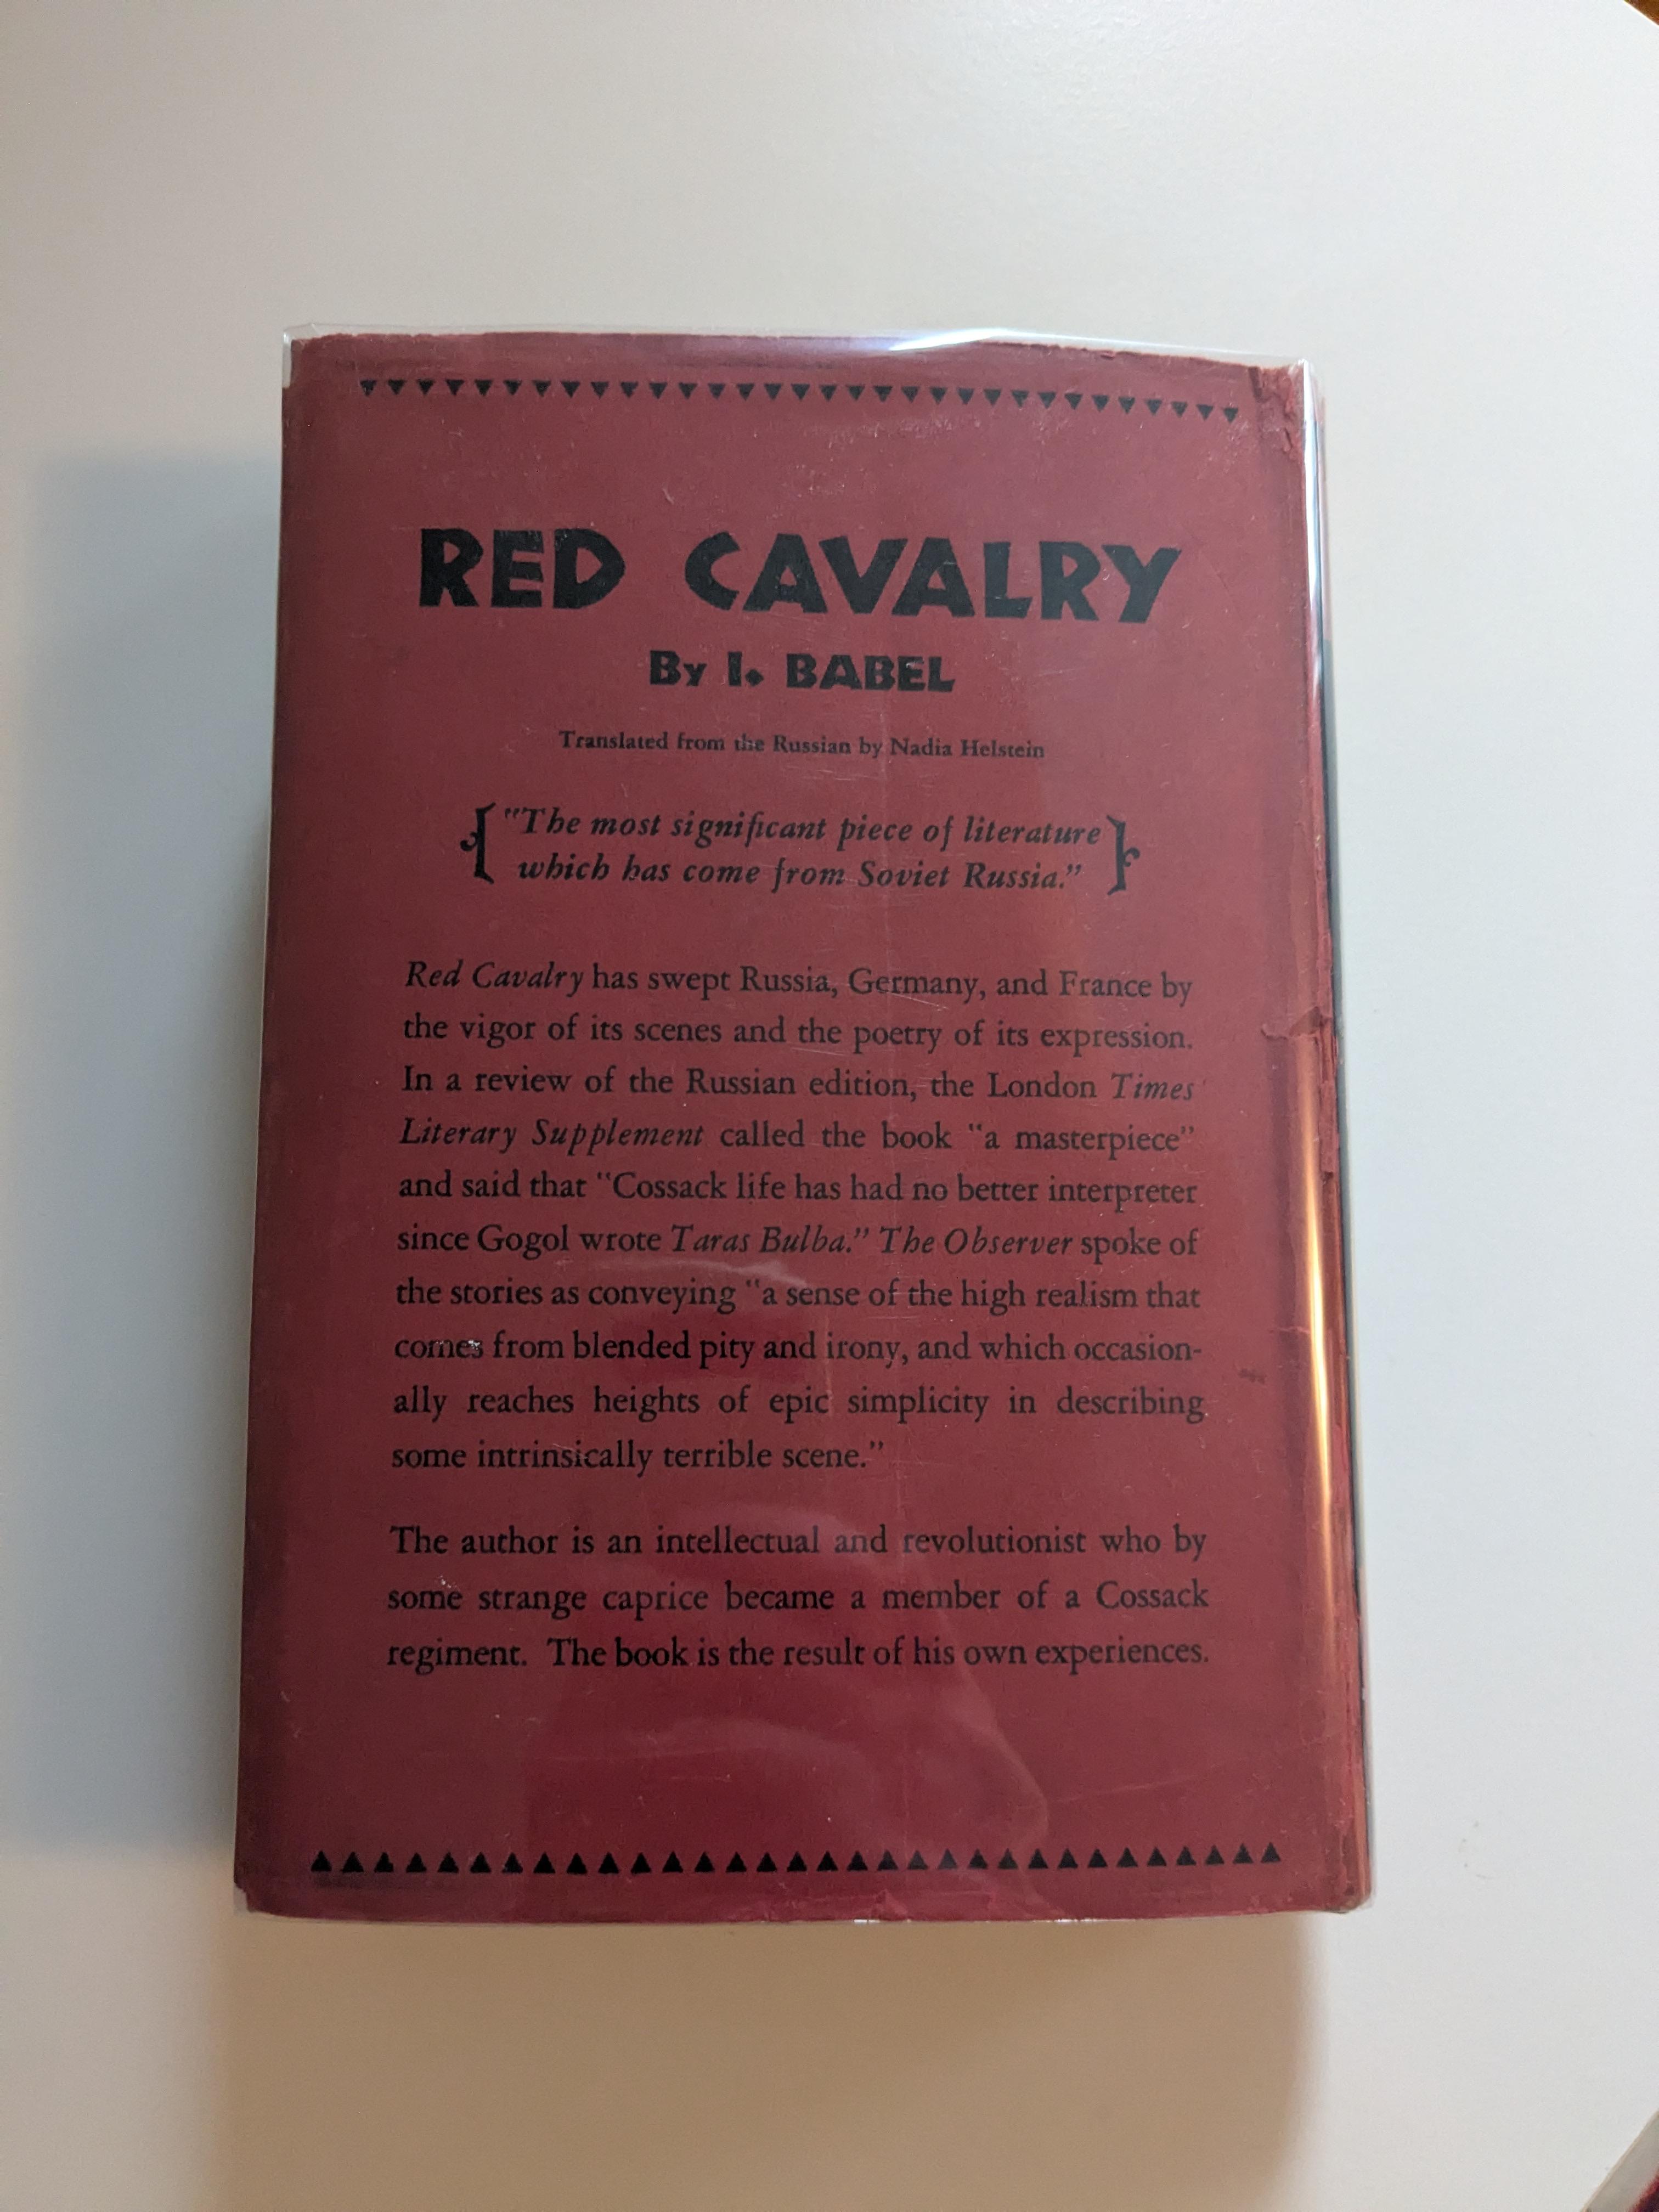 RED CAVALRY
By I. BABEL
Translated from the Russian by Nadia Helstein
"The most significant piece of literature
which has come from Soviet Russia."
Red Cavalry has swept Russia, Germany, and France by
the vigor of its scenes and the poetry of its expression.
In a review of the Russian edition, the London Times
Literary Supplement called the book "a masterpiece"
and said that "Cossack life has had no better interpreter
since Gogol wrote Taras Bulba." The Observer spoke of
the stories as conveying "a sense of the high realism that
comes from blended pity and irony, and which occasion-
ally reaches heights of epic simplicity in describing
some intrinsically terrible scene."
The author is an intellectual and revolutionist who by
some strange caprice became a member of a Cossack
regiment. The book is the result of his own experiences.